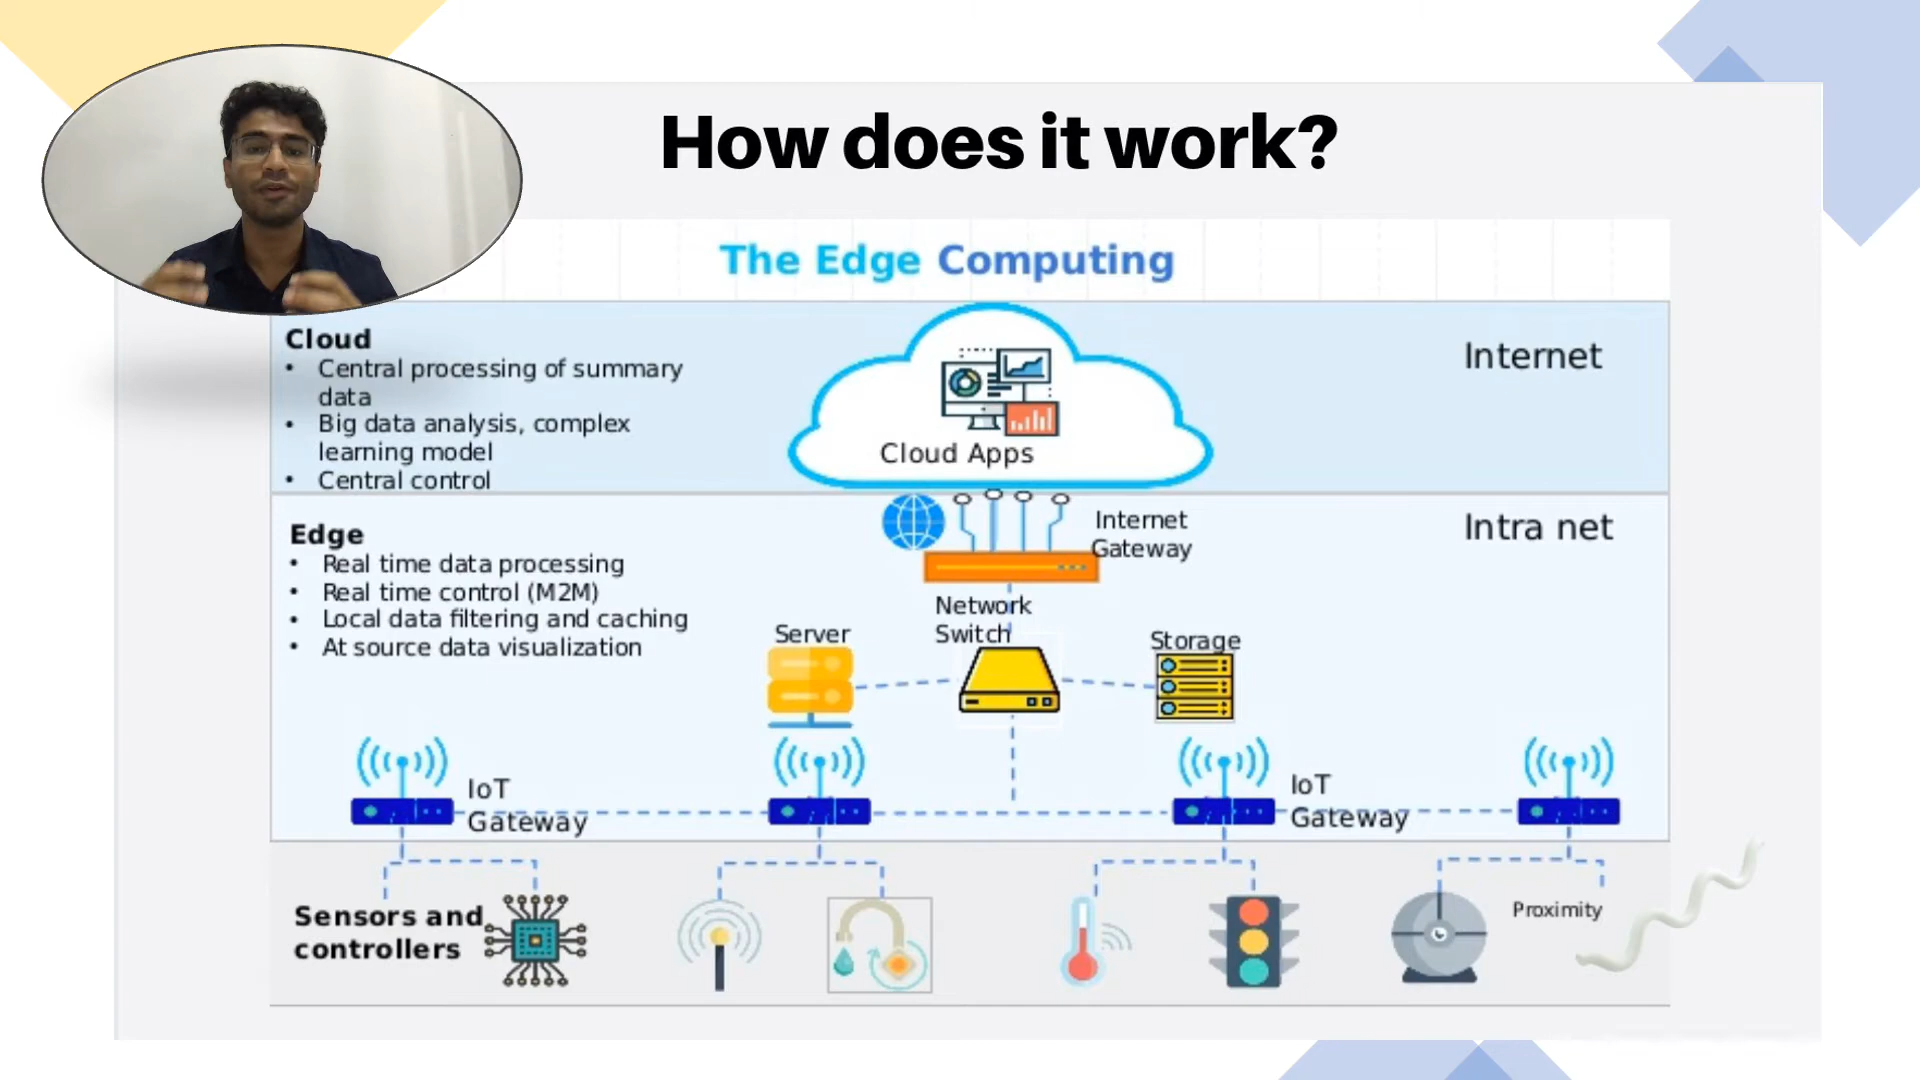 How does it work?
The Edge Computing
Cloud
• Central processing of summary
data
• Big data analysis, complex
learning model
• Central control
Cloud Apps
Internet
Edge
• Real time data processing
• Real time control (M2M)
• Local data filtering and caching
• At source data visualization
Internet
Gateway
Intra net
Network
Switch
Server
Storage
IoT
Gateway
IoT
Gateway
Sensors and
controllers
Proximity